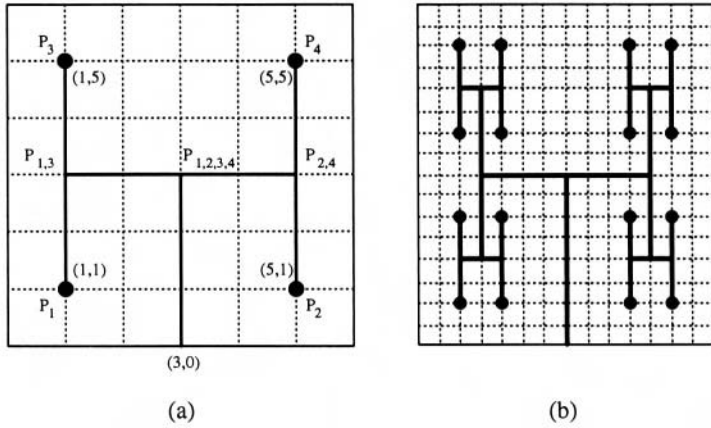 P3 P4
(1,5) (5,5)
P1,3 P1,2,3,4 P2,4
(1,1) (5,1)
P1 P2
(3,0)
(a) (b)